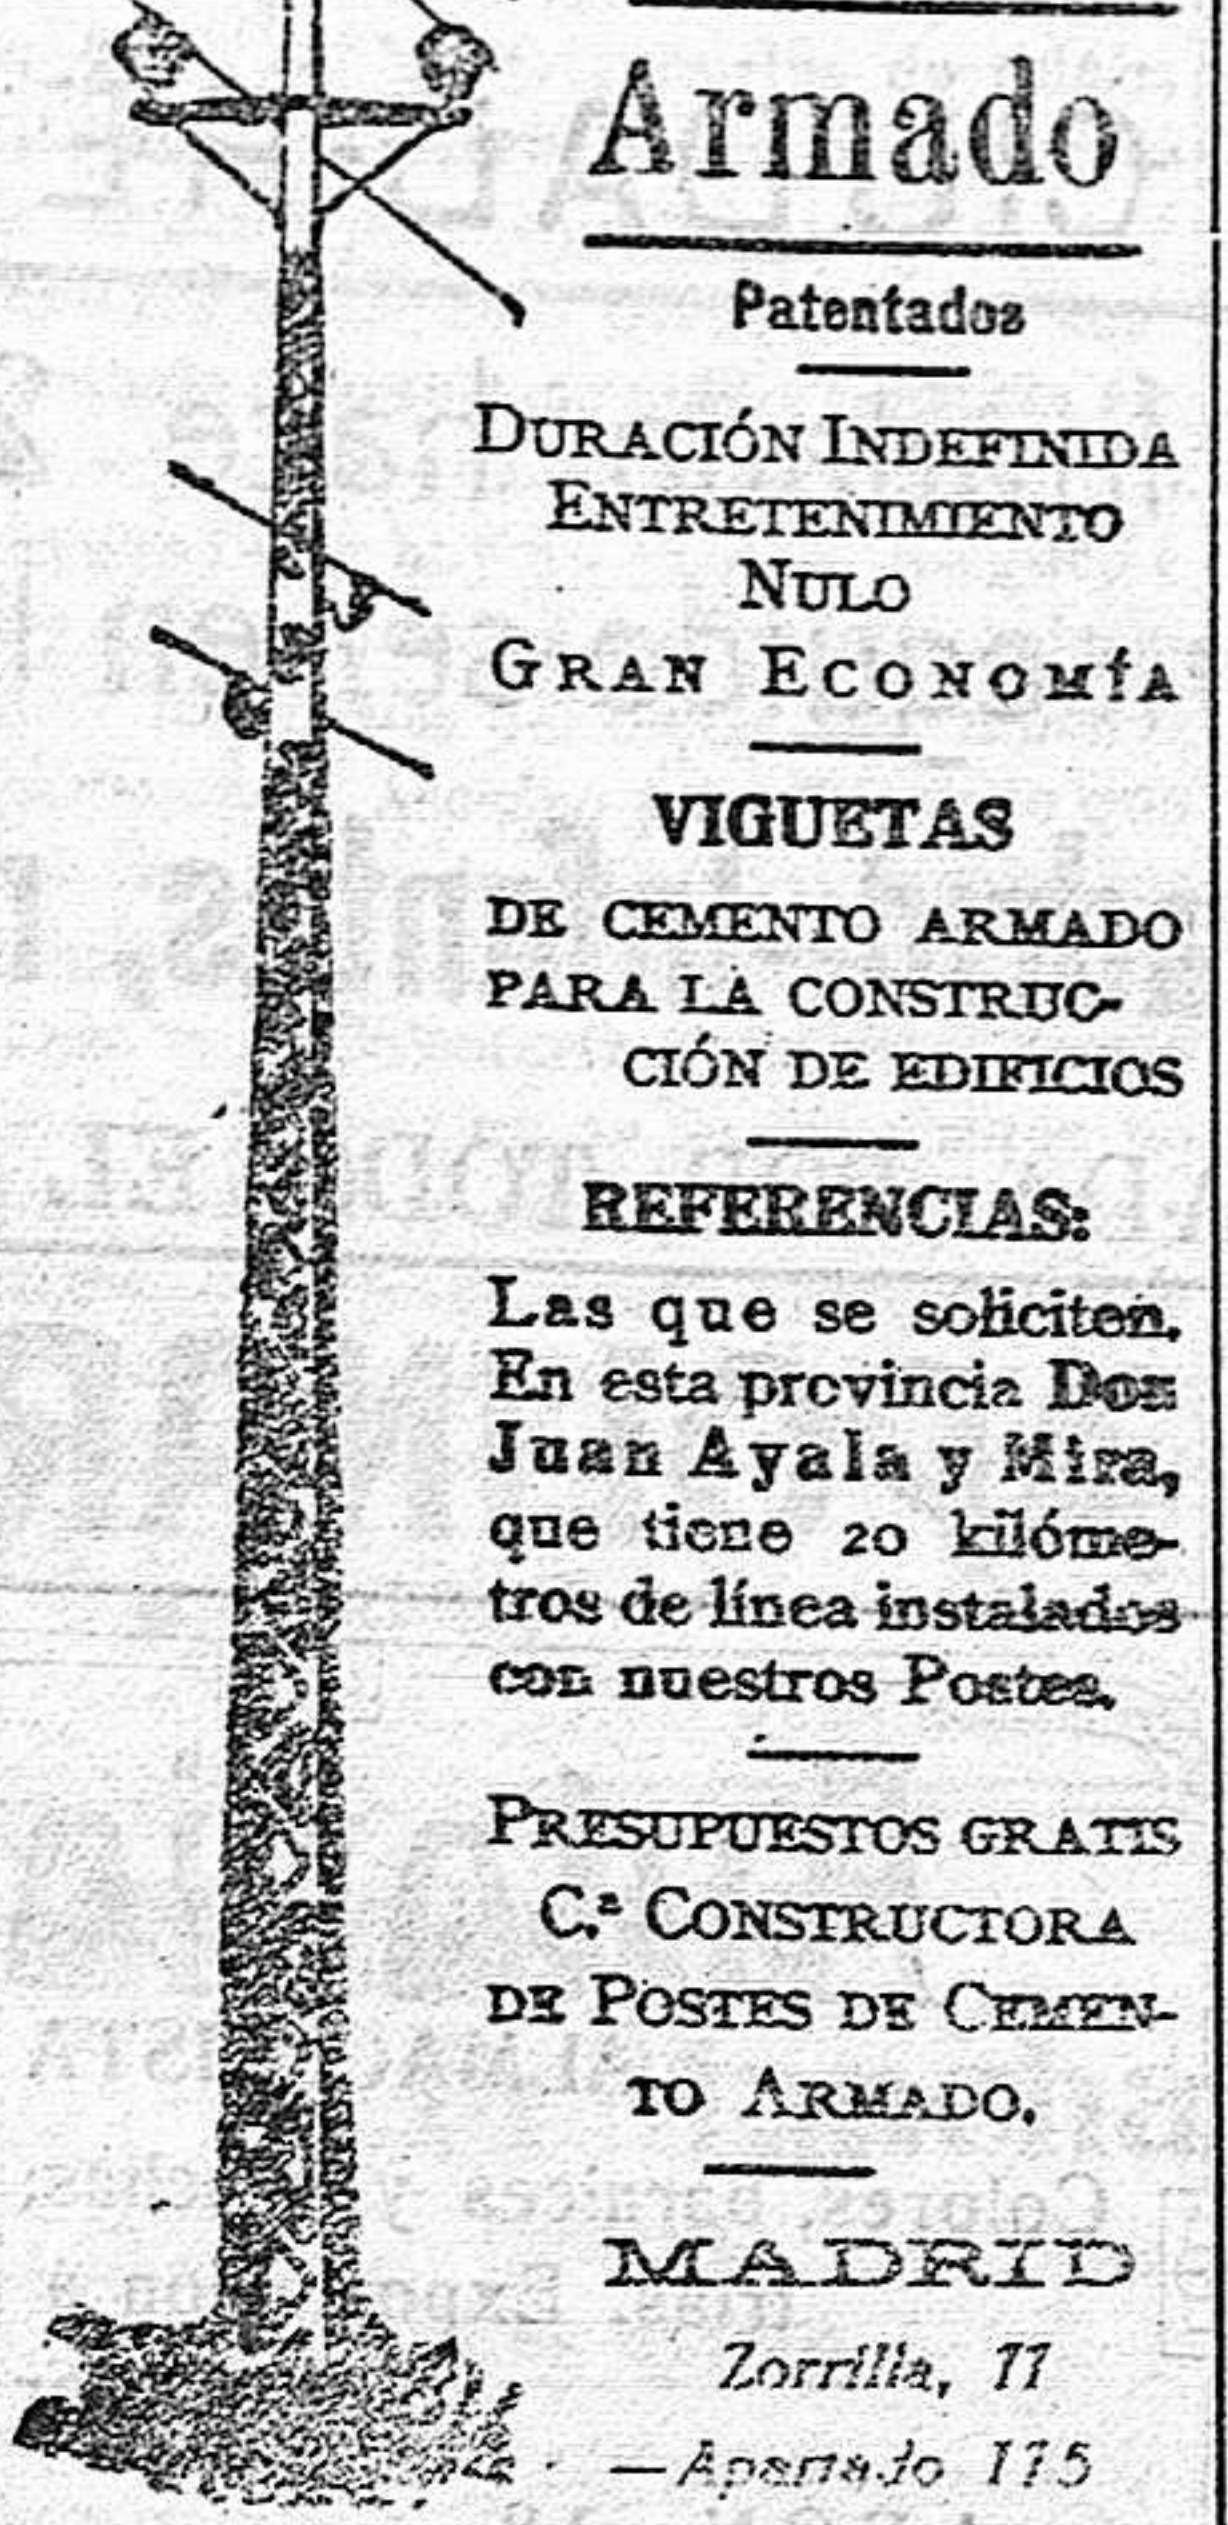 Armado
Patentados
DURACIÓN INDEFINIDA
ENTRETENIMIENTO
NULO
GRAN ECONOMÍA
VIGUETAS
DE CEMENTO ARMADO
PARA LA CONSTRUC-
CIÓN DE EDIFICIOS
REFERENCIAS:
Las que se soliciten.
En esta provincia Don
Juan Ayala y Mira,
que tiene 20 kilóme-
tros de línea instalados
con nuestros Postes.
PRESUPUESTOS GRATIS
C.ª CONSTRUCTORA
DE POSTES DE CEMEN-
TO ARMADO.
MADRID
Zorrilla, 11
—Apartado 175